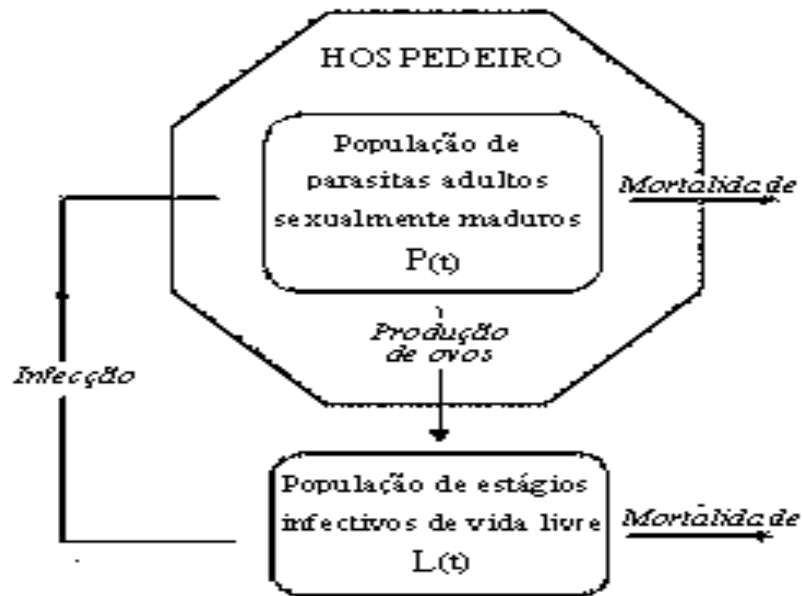 HOSPEDEIRO
População de
parasitas adultos
sexualmente maduros
P(t)
Mortalidade
Produção
de ovos
Infecção
População de estágios
infectivos de vida livre
L(t)
Mortalidade